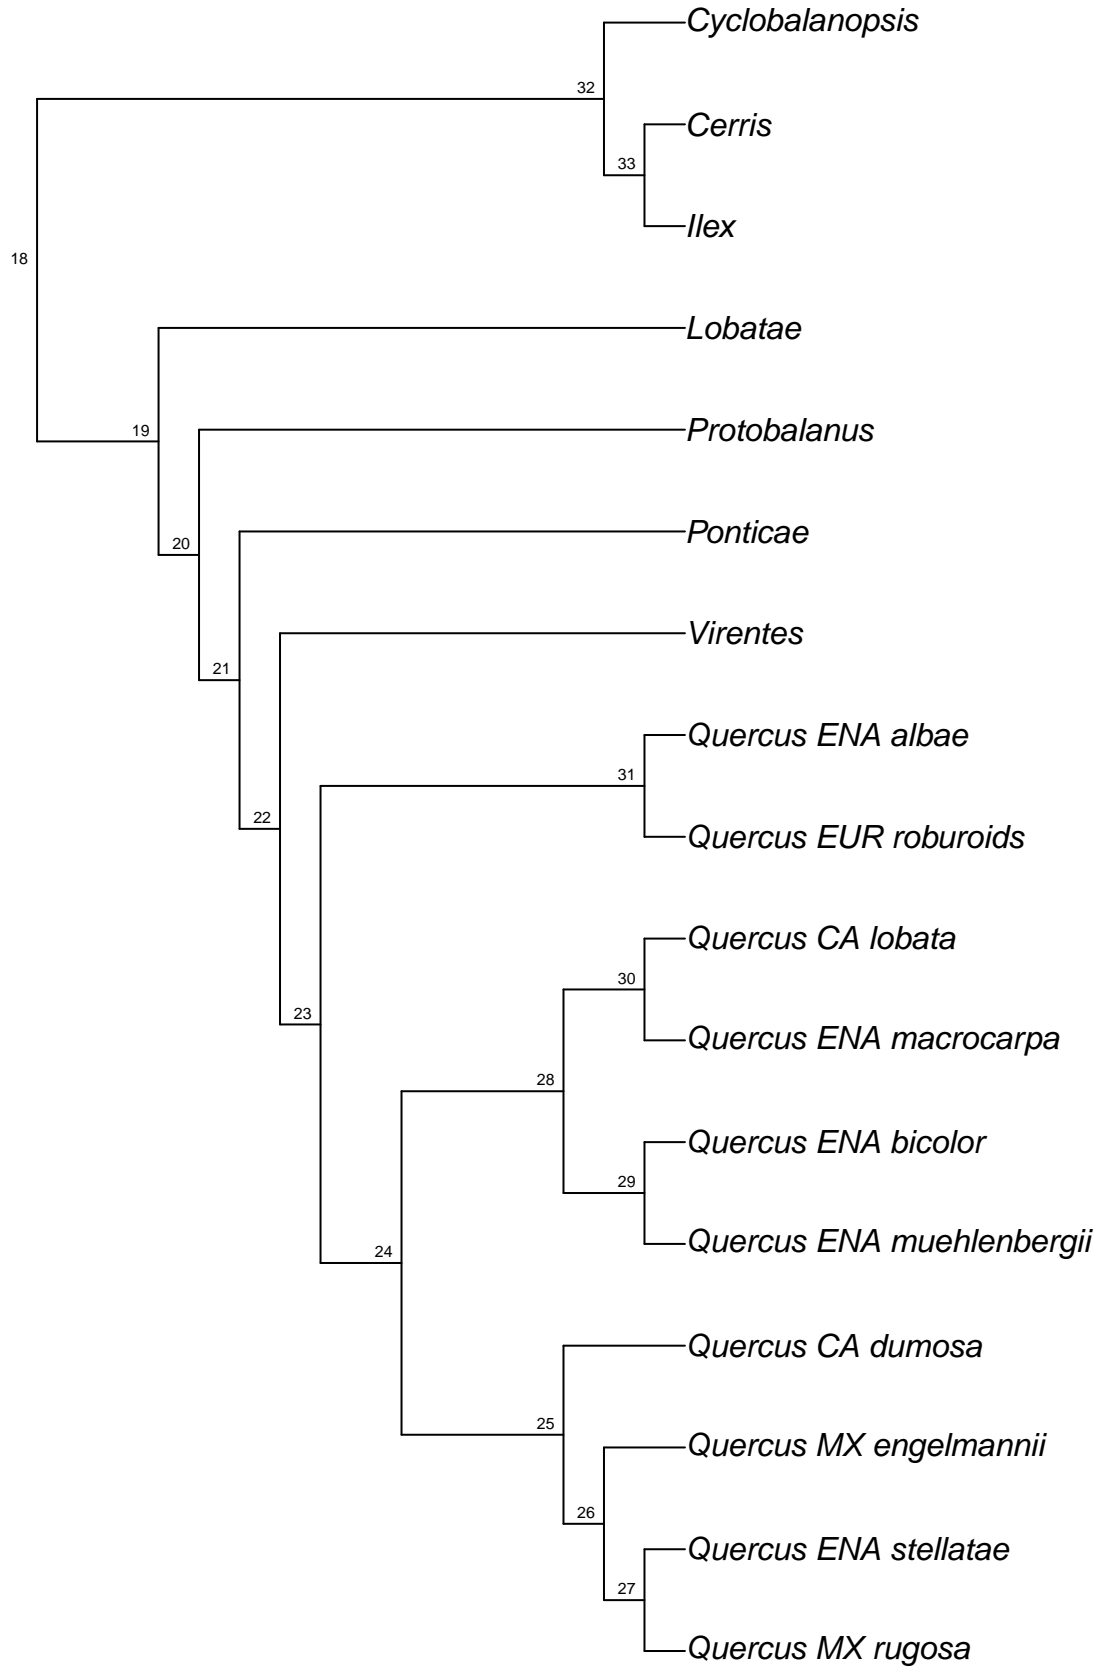 Cyclobalanopsis
32
Cerris
33
Ilex
18
Lobatae
19
Protobalanus
20
Ponticae
21
Virentes
22
Quercus ENA albae
31
Quercus EUR roburoids
23
Quercus CA lobata
30
Quercus ENA macrocarpa
28
Quercus ENA bicolor
29
Quercus ENA muehlenbergii
24
Quercus CA dumosa
25
Quercus MX engelmannii
26
Quercus ENA stellatae
27
Quercus MX rugosa